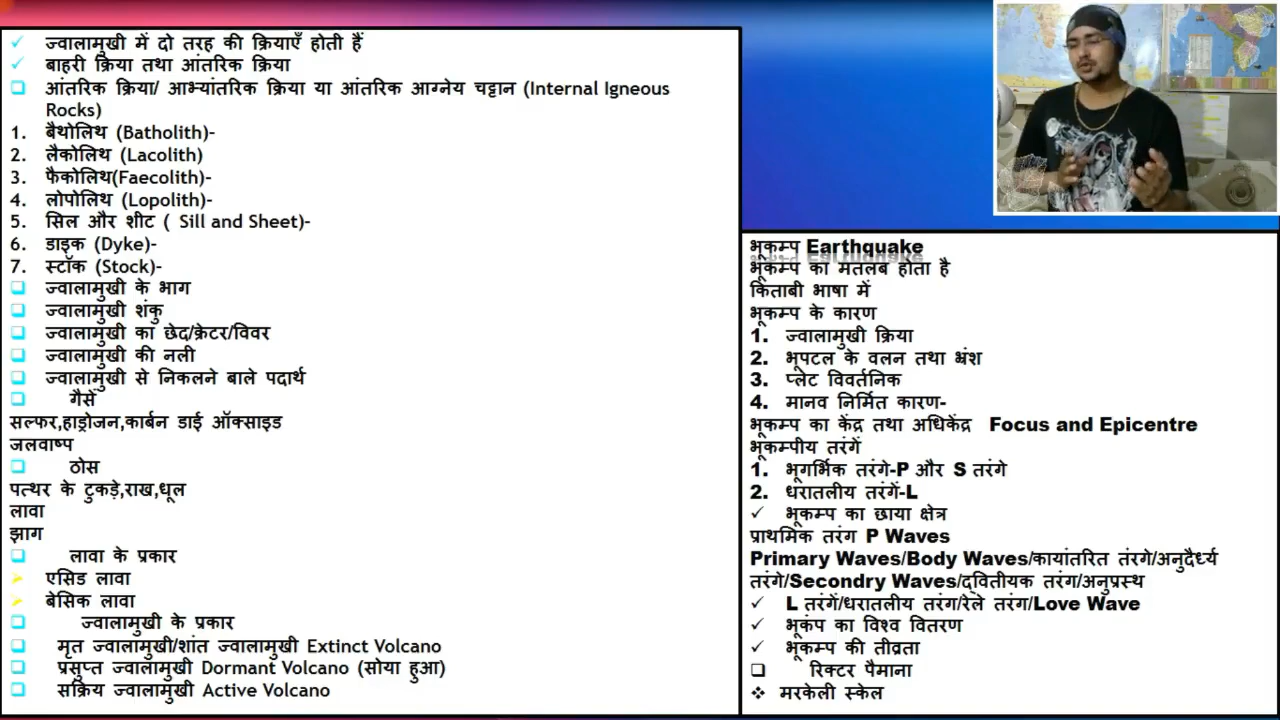 ज्वालामुखी में दो तरह की क्रियाएँ होती हैं
बाहरी क्रिया तथा आंतरिक क्रिया
आंतरिक क्रिया/ आभ्यांतरिक क्रिया या आंतरिक आग्नेय चट्टान (Internal Igneous
Rocks)
1. बैथोलिथ (Batholith)-
2. लैकोलिथ (Lacolith)
3. फैकोलिथ(Faecolith)-
4. लोपोलिथ (Lopolith)-
5. सिल और शीट ( Sill and Sheet)-
6. डाइक (Dyke)-
7. स्टॉक (Stock)-
ज्वालामुखी के भाग
ज्वालामुखी शंकु
ज्वालामुखी का छेद/क्रेटर/विवर
ज्वालामुखी की नली
ज्वालामुखी से निकलने बाले पदार्थ
गैसें
सल्फर,हाड्रोजन,कार्बन डाई ऑक्साइड
जलवाष्प
ठोस
पत्थर के टुकड़े,राख,धूल
लावा
झाग
लावा के प्रकार
एसिड लावा
बेसिक लावा
ज्वालामुखी के प्रकार
मृत ज्वालामुखी/शांत ज्वालामुखी Extinct Volcano
प्रसुप्त ज्वालामुखी Dormant Volcano (सोया हुआ)
सक्रिय ज्वालामुखी Active Volcano
भूकम्प Earthquake
भूकम्प का मतलब होता है
किताबी भाषा में
भूकम्प के कारण
1. ज्वालामुखी क्रिया
2. भूपटल के वलन तथा भ्रंश
3. प्लेट विवर्तनिक
4. मानव निर्मित कारण-
भूकम्प का केंद्र तथा अधिकेंद्र Focus and Epicentre
भूकम्पीय तरंगें
1. भूगर्भिक तरंगे-P और S तरंगे
2. धरातलीय तरंगें-L
भूकम्प का छाया क्षेत्र
प्राथमिक तरंग P Waves
Primary Waves/Body Waves/कायांतरित तरंगे/अनुदैर्ध्य
तरंगे/Secondry Waves/द्वितीयक तरंग/अनुप्रस्थ
L तरंगें/धरातलीय तरंग/रेले तरंग/Love Wave
भूकंप का विश्व वितरण
भूकम्प की तीव्रता
रिक्टर पैमाना
मरकेली स्केल